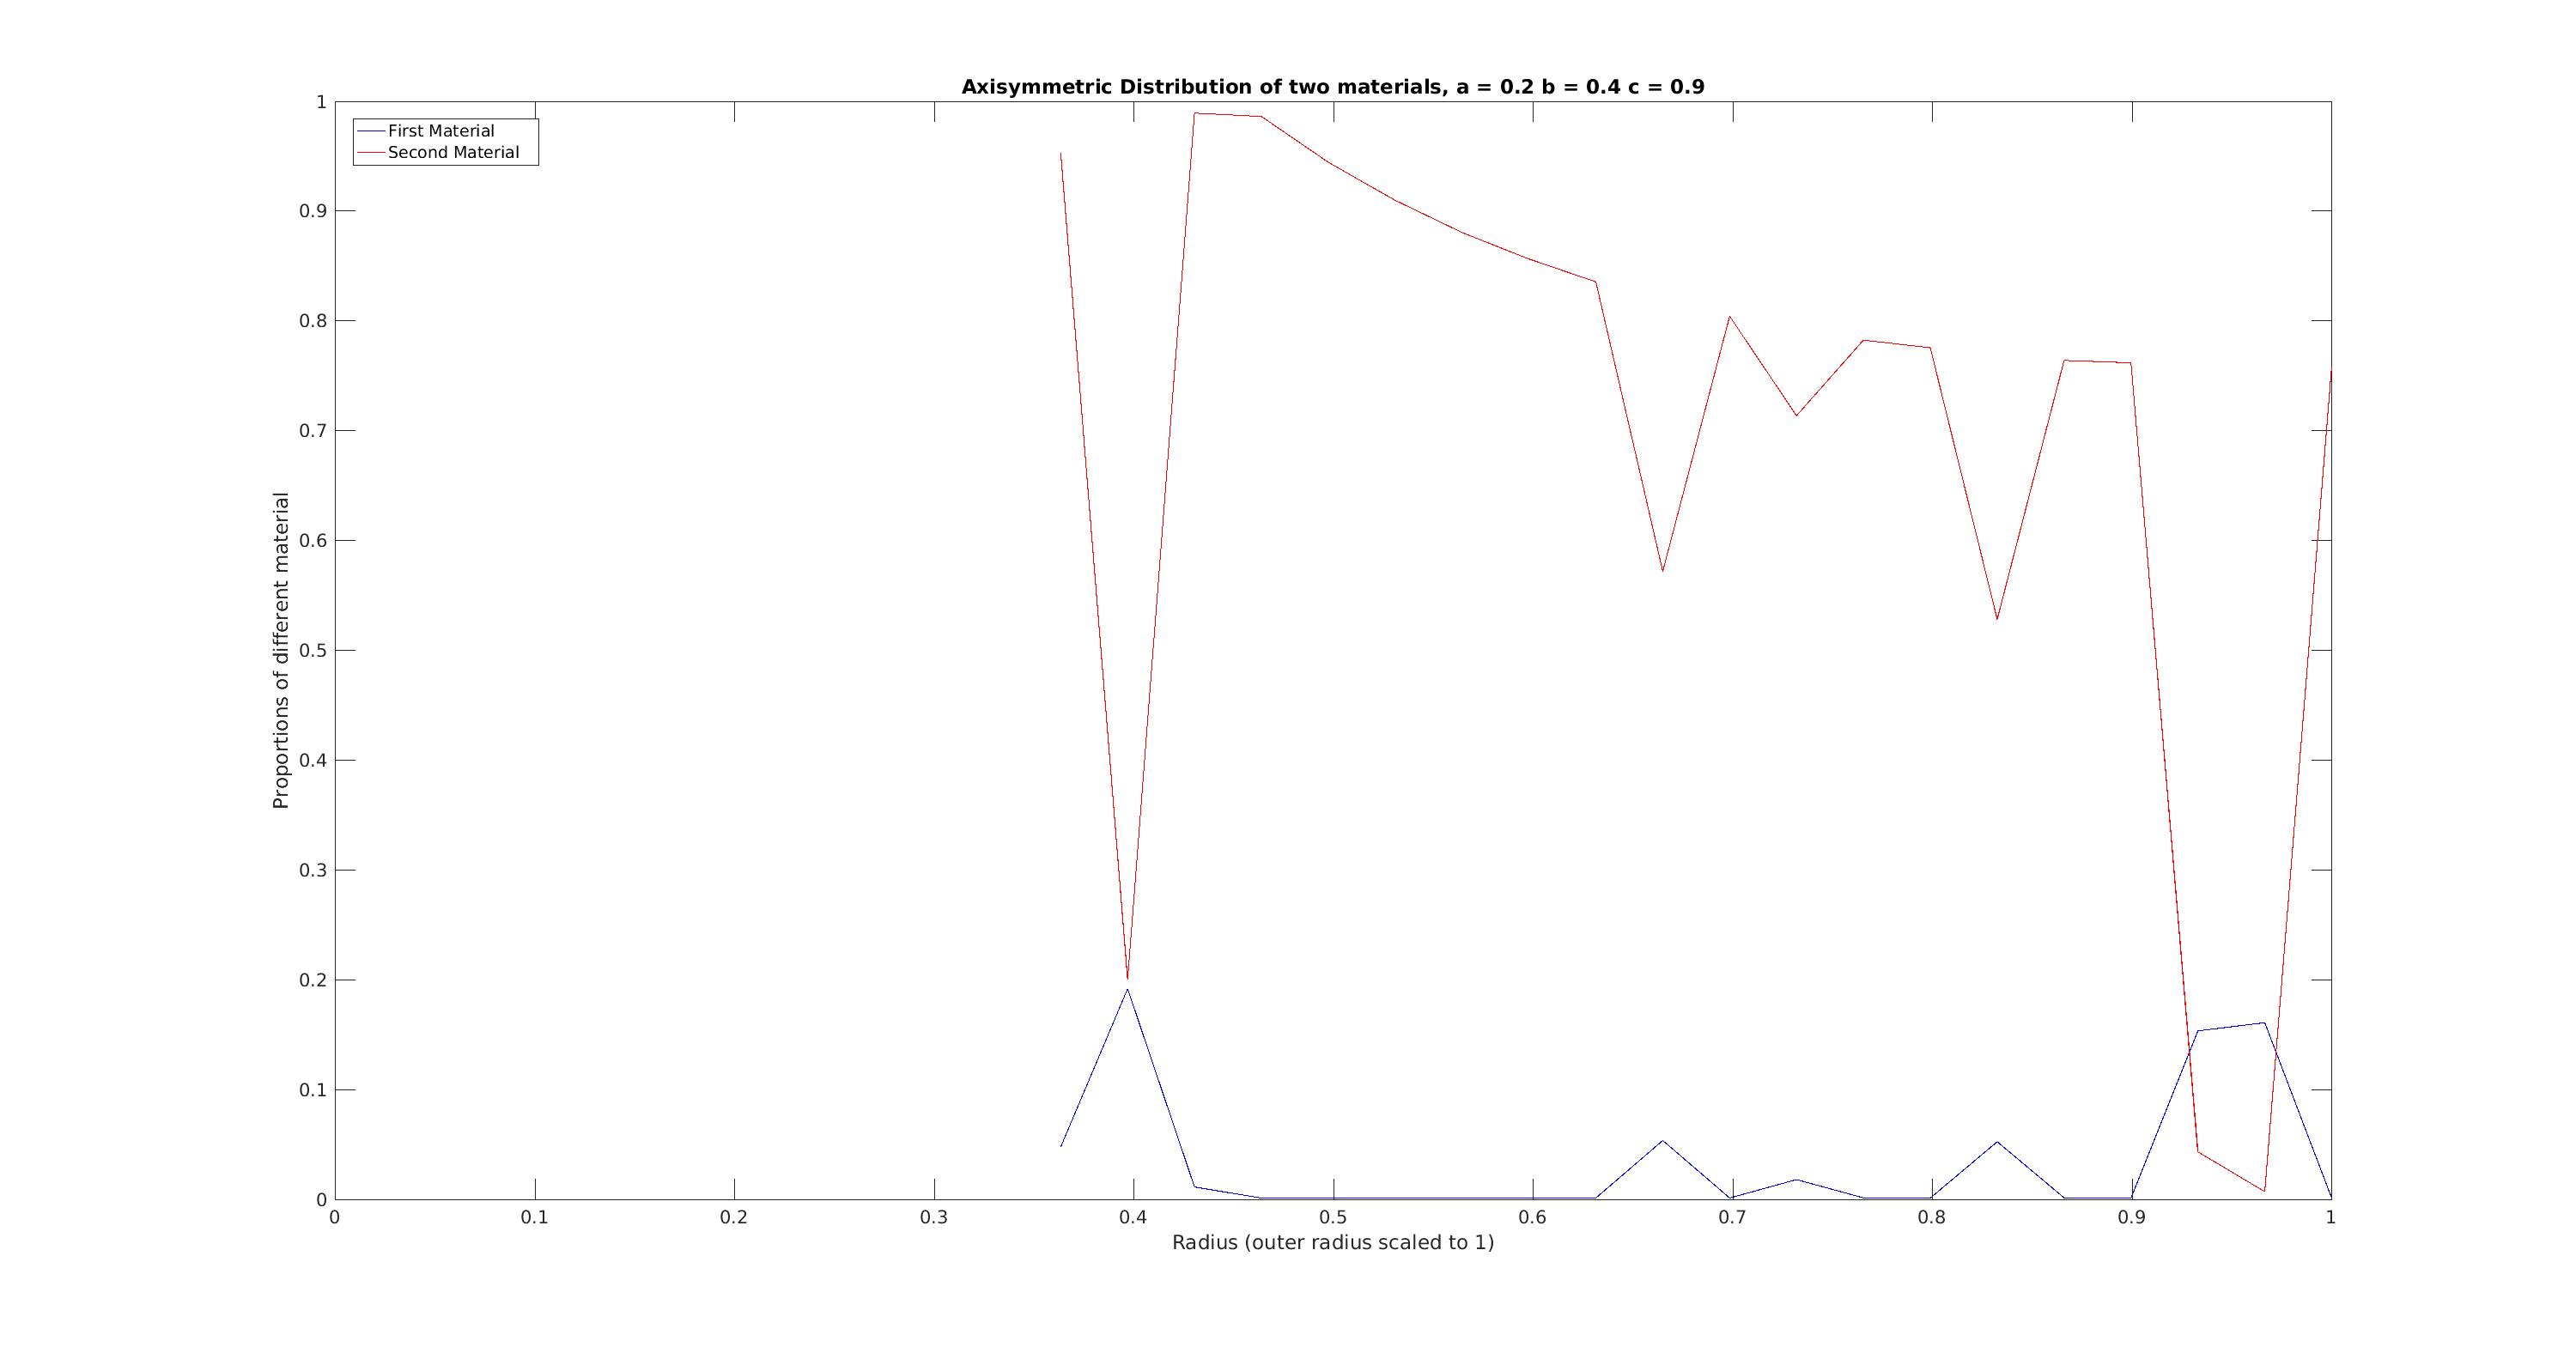 Axisymmetric Distribution of two materials, a = 0.2 b = 0.4 c = 0.9
First Material
Second Material
1
0.9
0.8
0.7
0.6
0.5
0.4
0.3
0.2
0.1
0
Proportions of different material
0 0.1 0.2 0.3 0.4 0.5 0.6 0.7 0.8 0.9 1
Radius (outer radius scaled to 1)